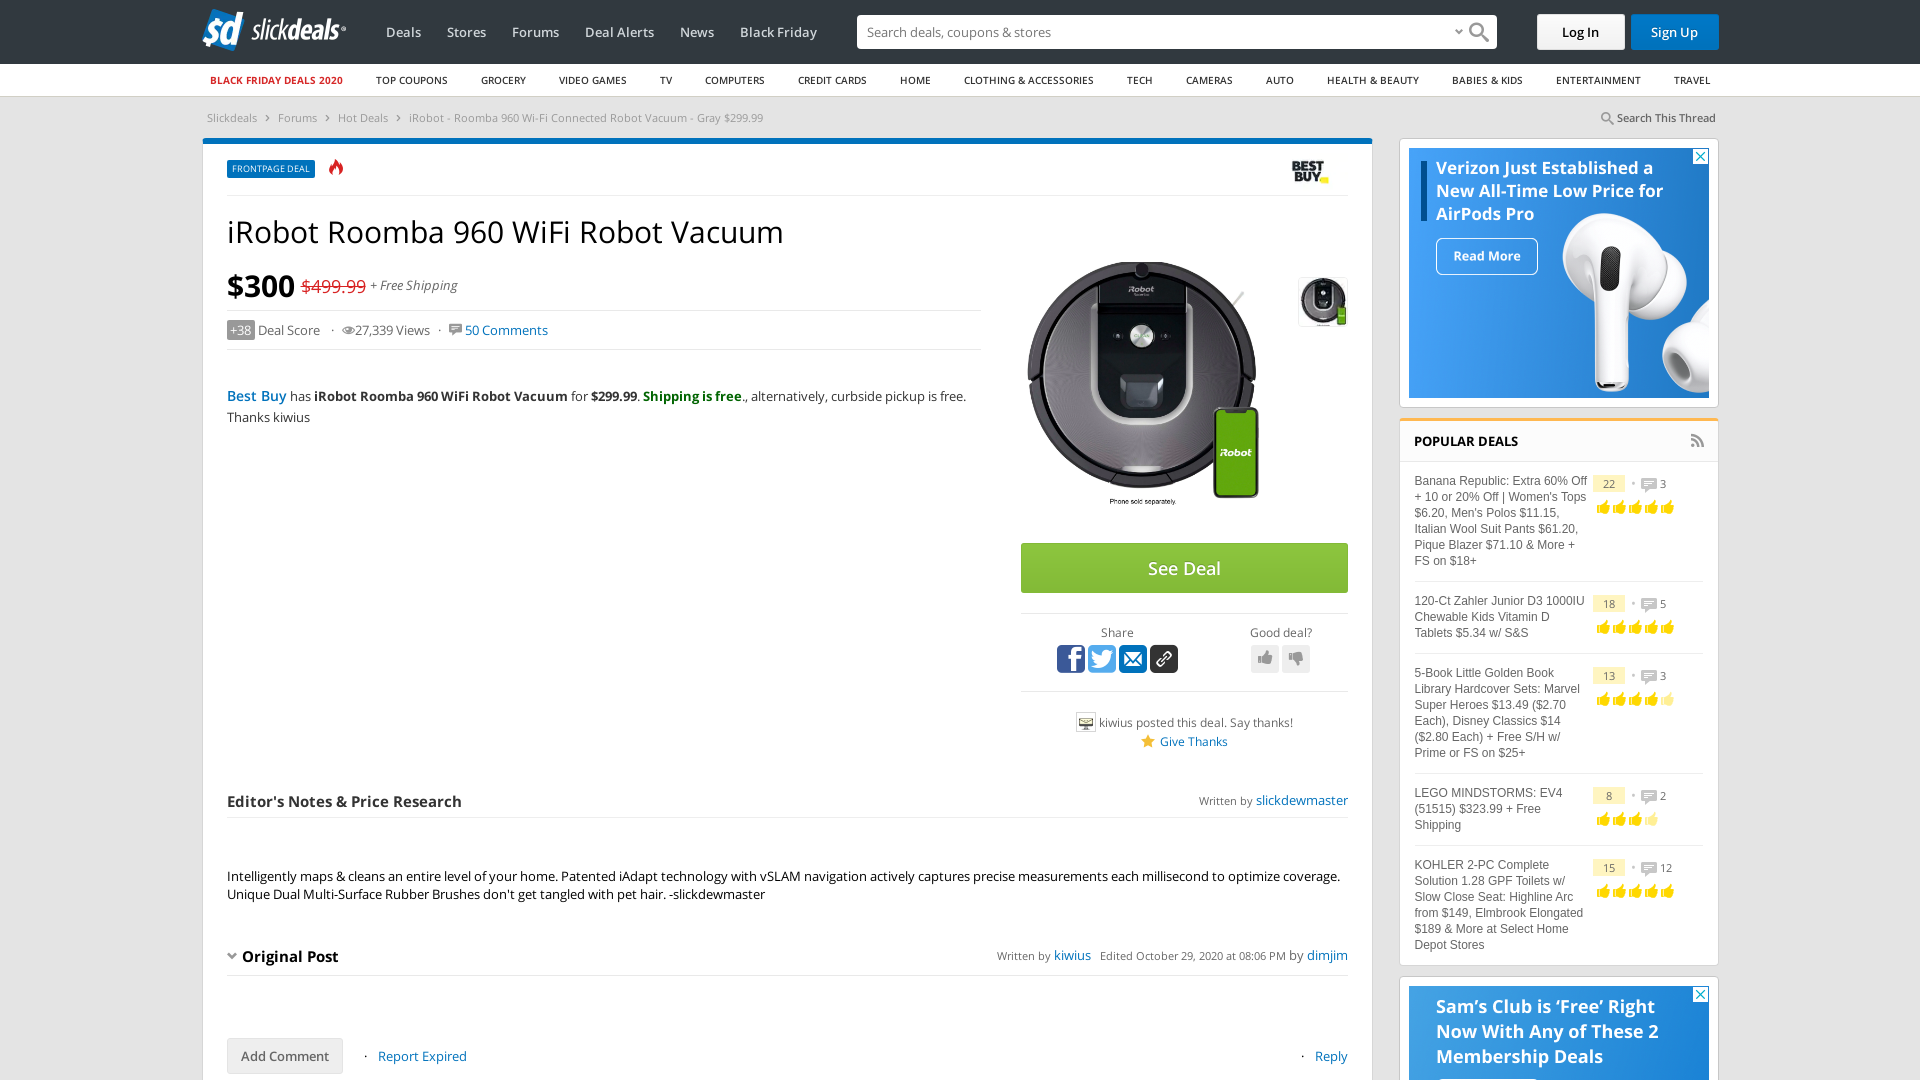 sd slickdeals
Deals
Stores
Forums
Deal Alerts
News
Black Friday
Search deals, coupons & stores
Log In
Sign Up
BLACK FRIDAY DEALS 2020
TOP COUPONS
GROCERY
VIDEO GAMES
TV
COMPUTERS
CREDIT CARDS
HOME
CLOTHING & ACCESSORIES
TECH
CAMERAS
AUTO
HEALTH & BEAUTY
BABIES & KIDS
ENTERTAINMENT
TRAVEL
Slickdeals > Forums > Hot Deals > iRobot - Roomba 960 Wi-Fi Connected Robot Vacuum - Gray $299.99
Search This Thread
FRONTPAGE DEAL
BEST
BUY
iRobot Roomba 960 WiFi Robot Vacuum
$300 $499.99 + Free Shipping
+38 Deal Score · 27,339 Views · 50 Comments
Best Buy has iRobot Roomba 960 WiFi Robot Vacuum for $299.99. Shipping is free., alternatively, curbside pickup is free.
Thanks kiwius
iRobot
iRobot
Phone sold separately.
See Deal
Share
Good deal?
kiwius posted this deal. Say thanks!
Give Thanks
Editor's Notes & Price Research
Written by slickdewmaster
Intelligently maps & cleans an entire level of your home. Patented iAdapt technology with vSLAM navigation actively captures precise measurements each millisecond to optimize coverage.
Unique Dual Multi-Surface Rubber Brushes don't get tangled with pet hair. -slickdewmaster
Original Post
Written by kiwius Edited October 29, 2020 at 08:06 PM by dimjim
Add Comment
· Report Expired
· Reply
Verizon Just Established a
New All-Time Low Price for
AirPods Pro
Read More
POPULAR DEALS
Banana Republic: Extra 60% Off
+ 10 or 20% Off | Women's Tops
$6.20, Men's Polos $11.15,
Italian Wool Suit Pants $61.20,
Pique Blazer $71.10 & More +
FS on $18+
22 • 3
120-Ct Zahler Junior D3 1000IU
Chewable Kids Vitamin D
Tablets $5.34 w/ S&S
18 • 5
5-Book Little Golden Book
Library Hardcover Sets: Marvel
Super Heroes $13.49 ($2.70
Each), Disney Classics $14
($2.80 Each) + Free S/H w/
Prime or FS on $25+
13 • 3
LEGO MINDSTORMS: EV4
(51515) $323.99 + Free
Shipping
8 • 2
KOHLER 2-PC Complete
Solution 1.28 GPF Toilets w/
Slow Close Seat: Highline Arc
from $149, Elmbrook Elongated
$189 & More at Select Home
Depot Stores
15 • 12
Sam's Club is 'Free' Right
Now With Any of These 2
Membership Deals